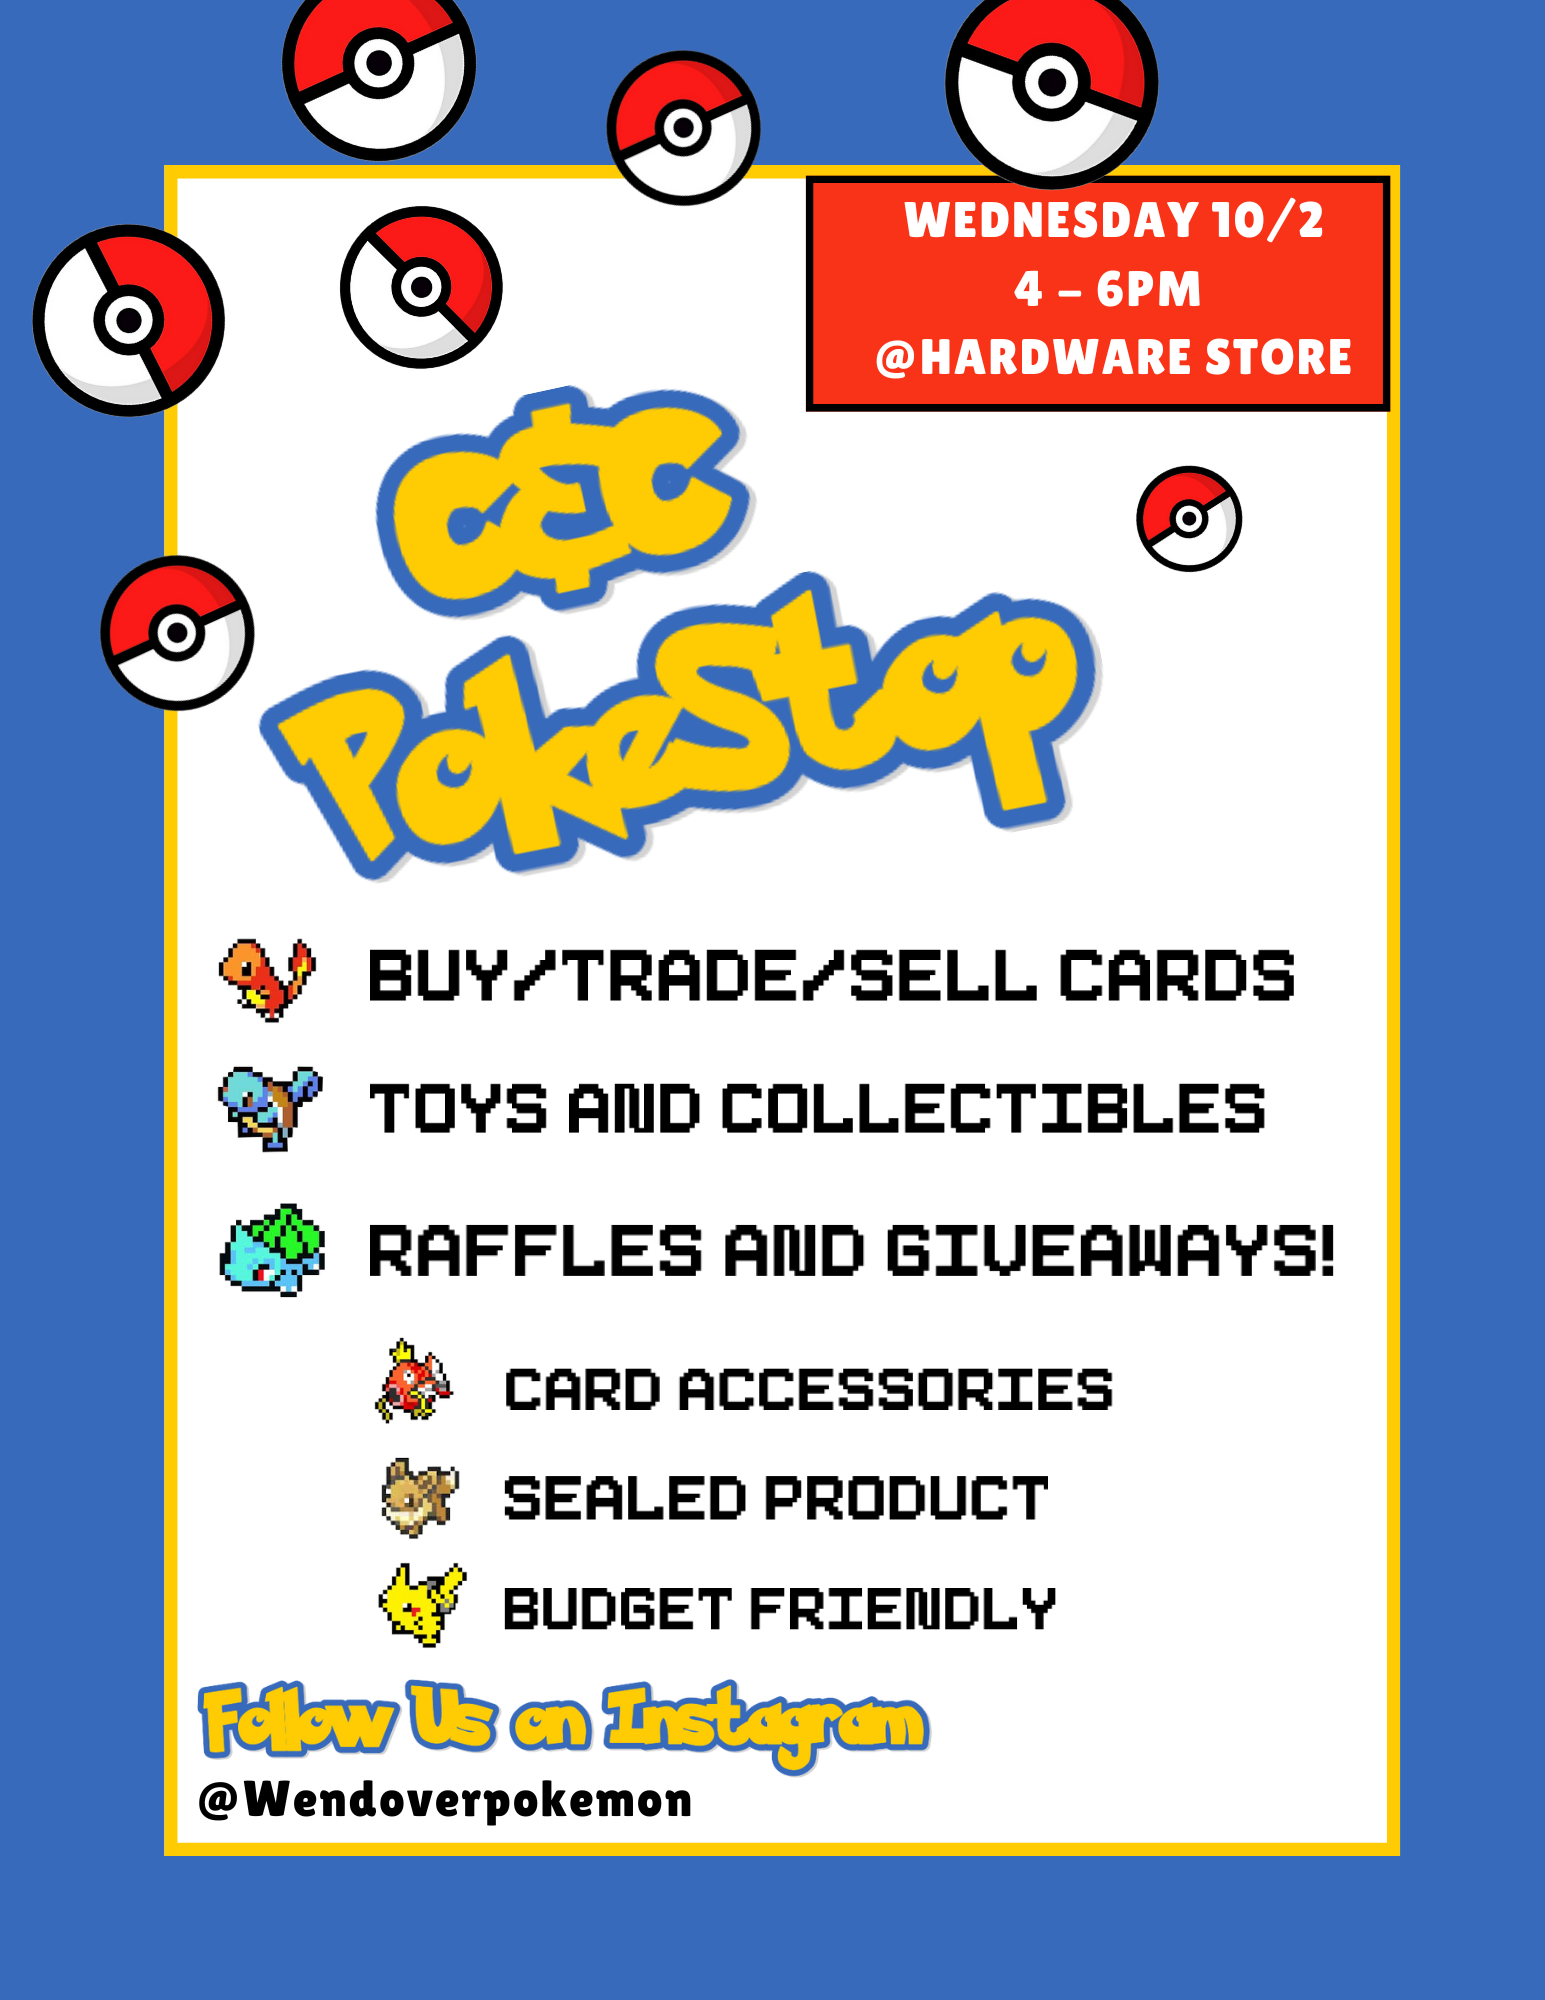 WEDNESDAY 10/2
4 – 6PM
@HARDWARE STORE
C&C
PokeStop
BUY/TRADE/SELL CARDS
TOYS AND COLLECTIBLES
RAFFLES AND GIVEAWAYS!
CARD ACCESSORIES
SEALED PRODUCT
BUDGET FRIENDLY
Follow Us on Instagram
@Wendoverpokemon